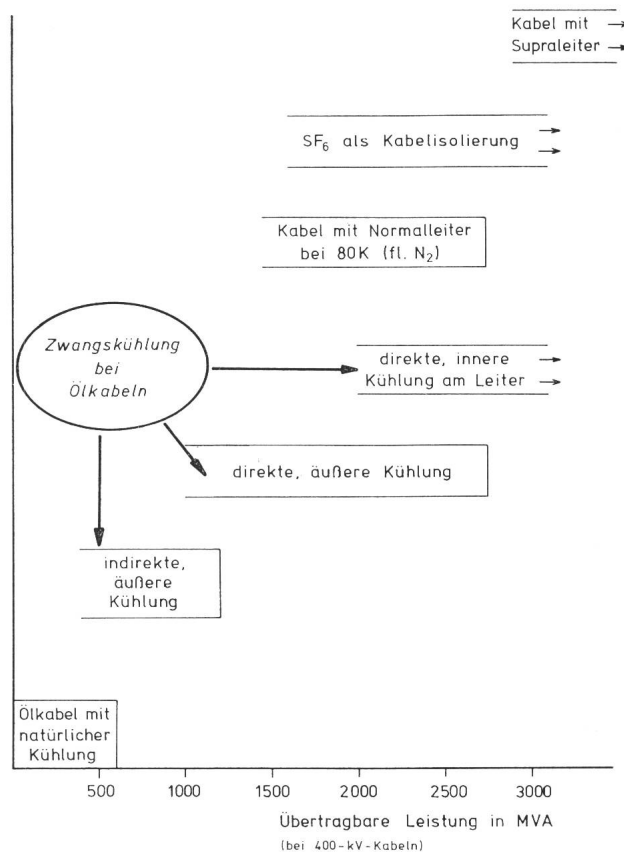 Kabel mit
Supraleiter
SF₆ als Kabelisolierung
Kabel mit Normalleiter
bei 80K (fl. N₂)
Zwangskühlung
bei
Ölkabeln
direkte, innere
Kühlung am Leiter
direkte, äußere Kühlung
indirekte,
äußere
Kühlung
Ölkabel mit
natürlicher
Kühlung
500 1000 1500 2000 2500 3000
Übertragbare Leistung in MVA
(bei 400-kV-Kabeln)